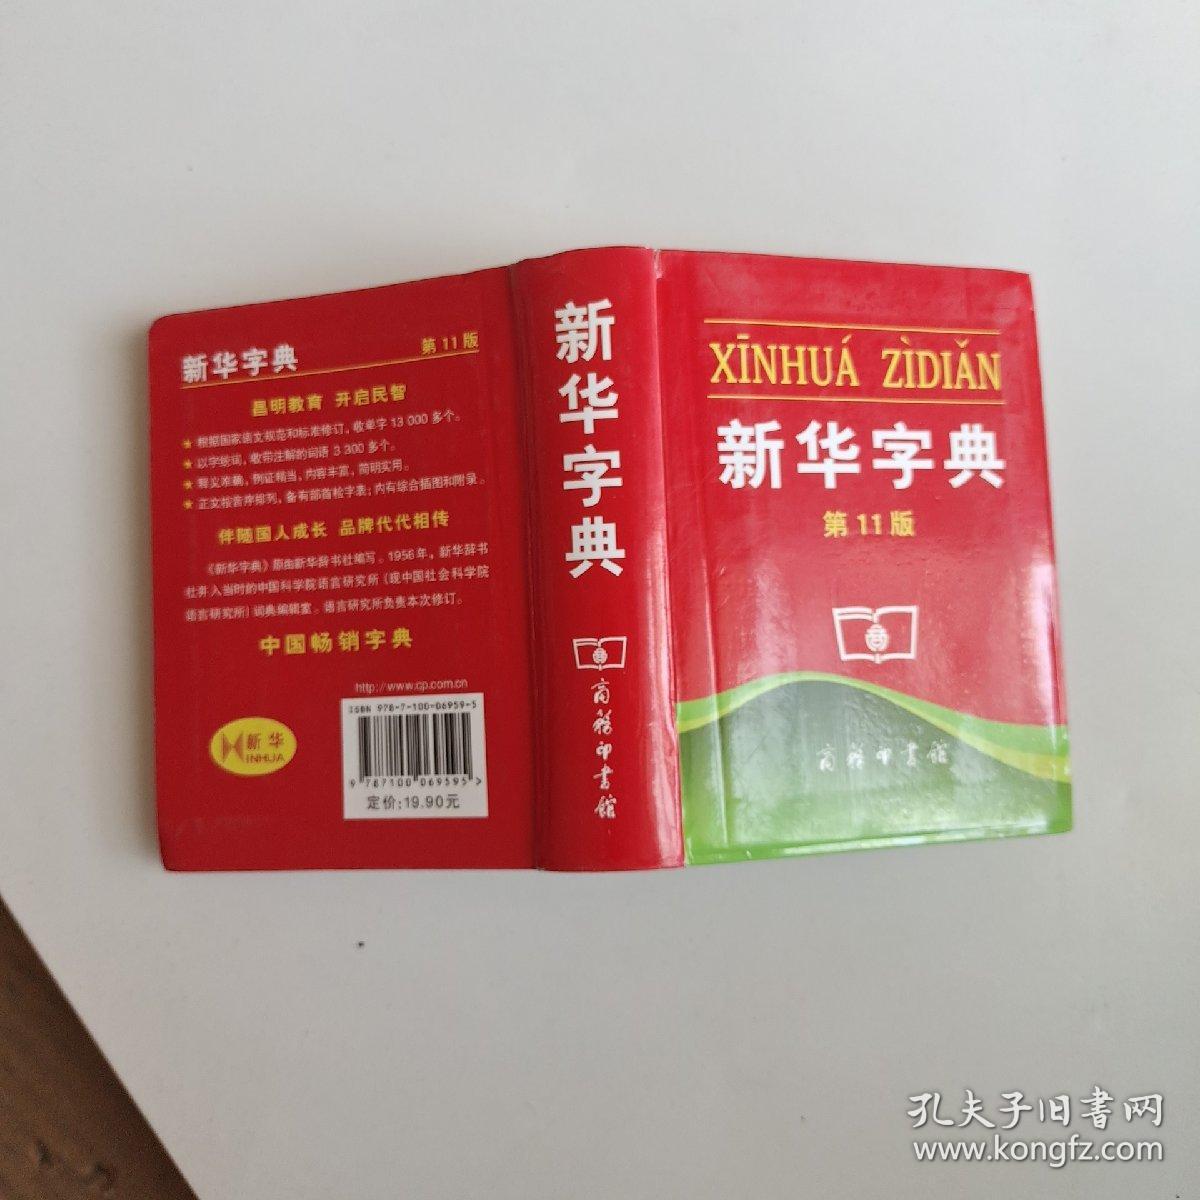 新华字典
第11版
昌明教育 开启民智
★ 根据国家语文规范和标准修订，收单字 13 000 多个。
★ 以字统词，收带注解的词语 3 300 多个。
★ 释义准确，例证精当，内容丰富，简明实用。
★ 正文按音序排列，备有部首检字表；内有综合插图和附录。
伴随国人成长 品牌代代相传
《新华字典》原由新华辞书社编写。1956年，新华辞书
社并入当时的中国科学院语言研究所（现中国社会科学院
语言研究所）词典编辑室。语言研究所负责本次修订。
中国畅销字典
http://www.cp.com.cn
ISBN 978-7-100-06959-5
9 787100 069595 >
定价:19.90元
新华
XINHUA
新华字典
商务印书馆
XĪNHUÁ ZÌDIǍN
新华字典
第11版
商务印书馆
孔夫子旧书网
www.kongfz.com